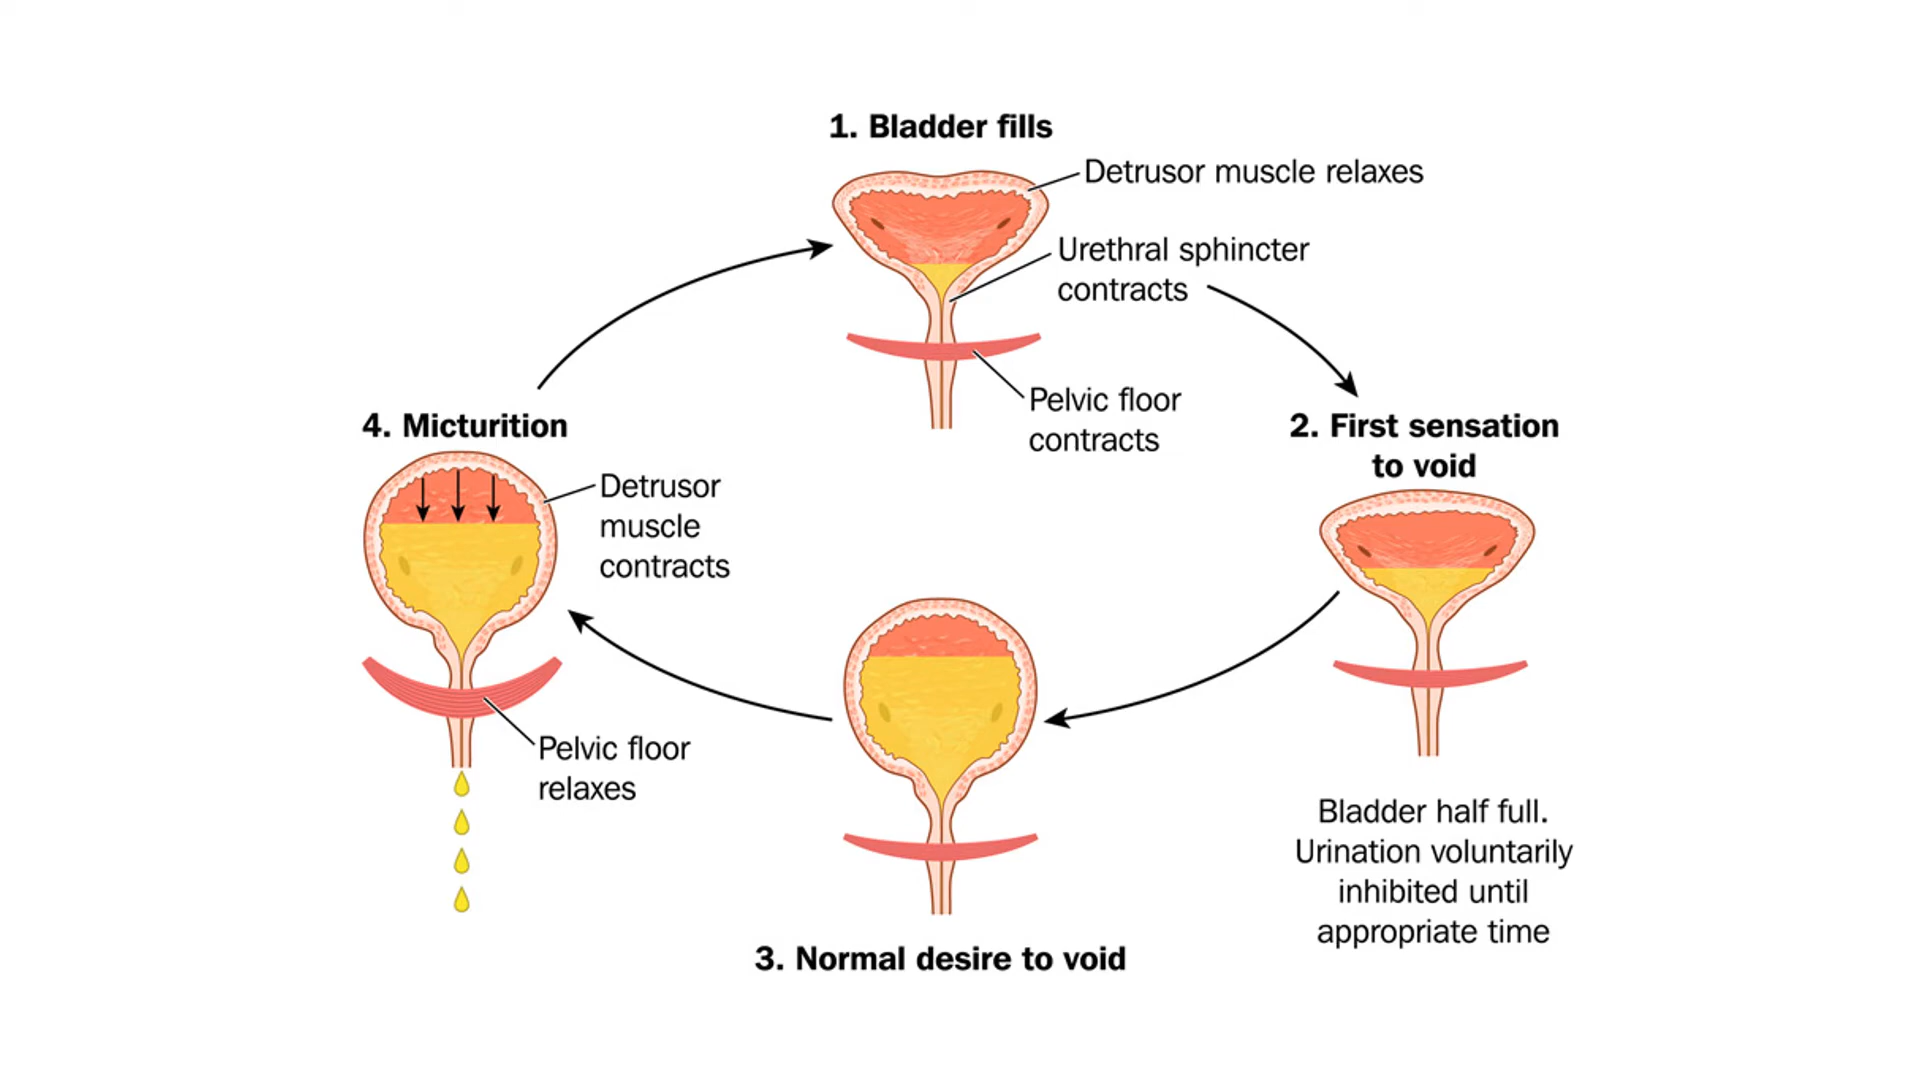 1. Bladder fills
Detrusor muscle relaxes
Urethral sphincter
contracts
Pelvic floor
contracts
2. First sensation
to void
Bladder half full.
Urination voluntarily
inhibited until
appropriate time
3. Normal desire to void
4. Micturition
Detrusor
muscle
contracts
Pelvic floor
relaxes